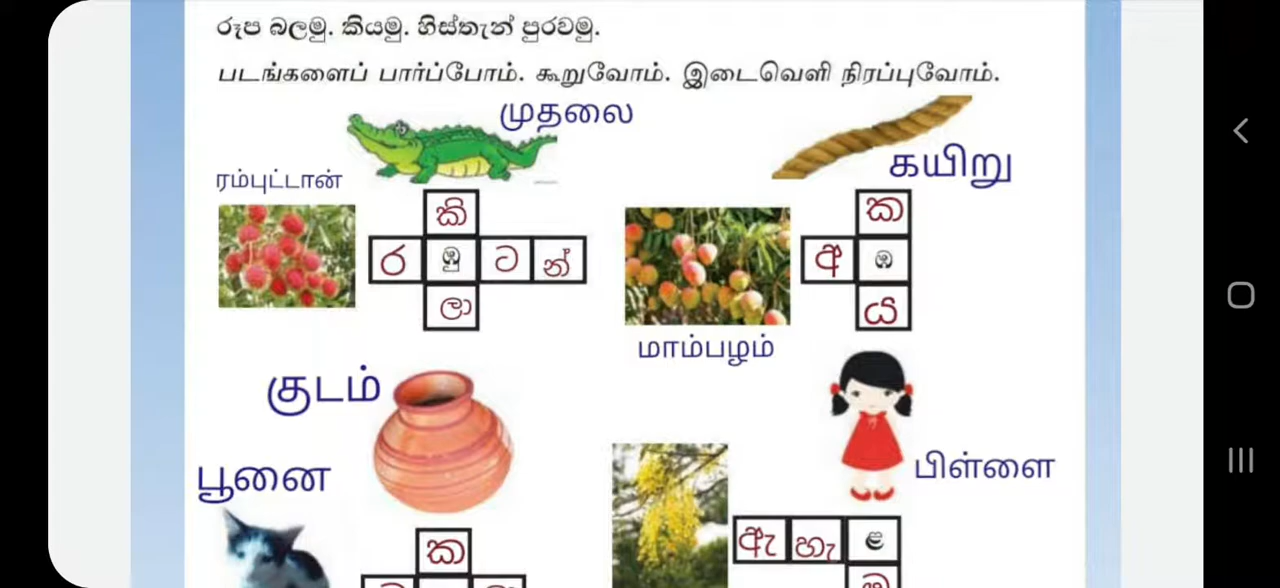 රූප බලමු. කියමු. හිස්තැන් පුරවමු.
படங்களைப் பார்ப்போம். கூறுவோம். இடைவெளி நிரப்புவோம்.
முதலை
கயிறு
ரம்புட்டான்
කි
ර ඹු ට න්
ලා
ක
අ ඹ
ය
மாம்பழம்
குடம்
பிள்ளை
பூனை
ක
ඇ හැ ළ